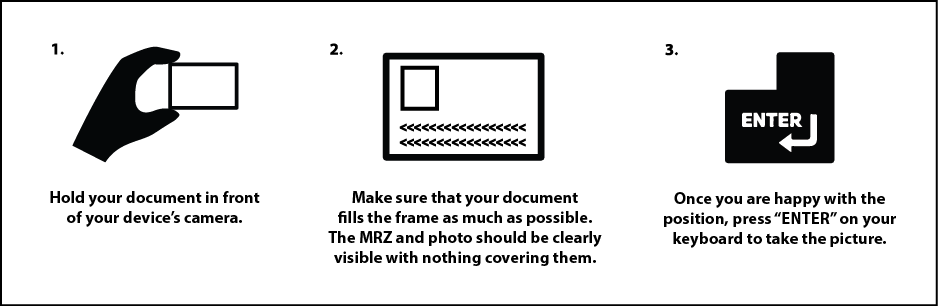 1.
Hold your document in front
of your device’s camera.
2.
<<<<<<<<<<<<<<<<<
<<<<<<<<<<<<<<<<<
Make sure that your document
fills the frame as much as possible.
The MRZ and photo should be clearly
visible with nothing covering them.
3.
ENTER
Once you are happy with the
position, press “ENTER” on your
keyboard to take the picture.